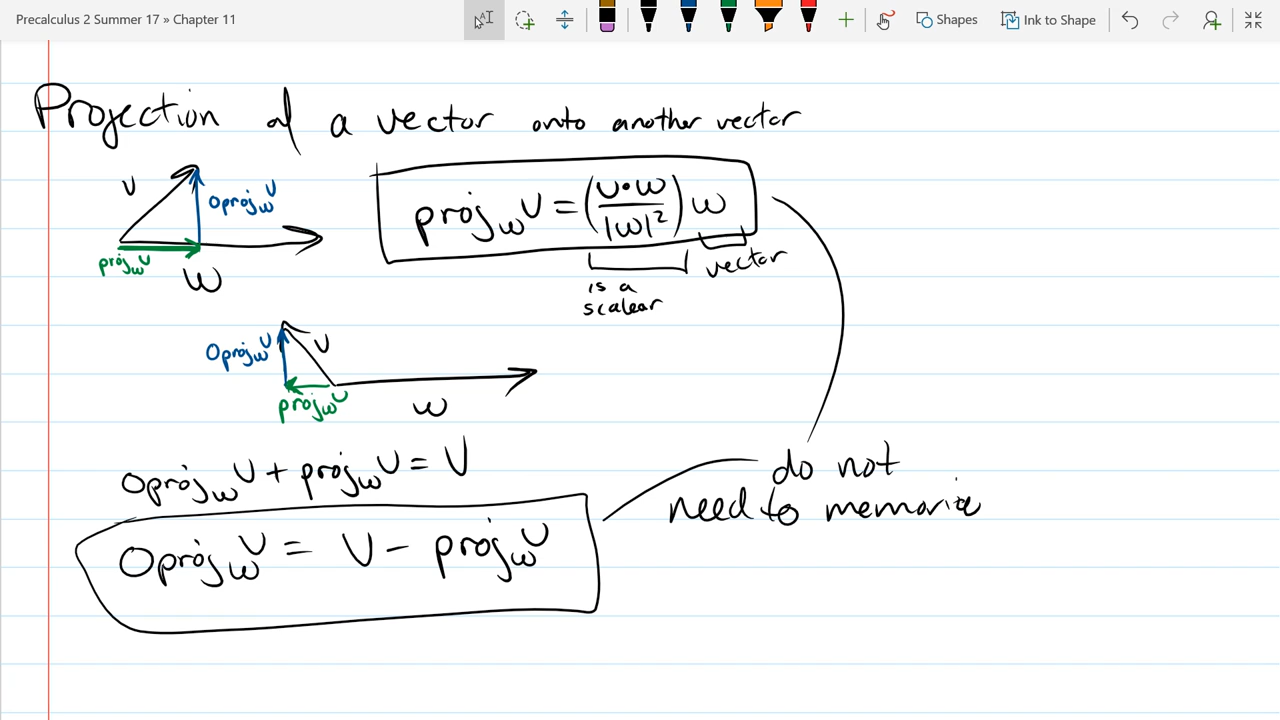 Precalculus 2 Summer 17 » Chapter 11
Shapes
Ink to Shape
Projection of a vector onto another vector
v
oproj_w v
proj_w v
w
proj_w v = (v • w / |w|²) w
is a
scalear
vector
oproj_w v
v
proj_w v
w
oproj_w v + proj_w v = v
oproj_w v = v - proj_w v
do not
need to memorize